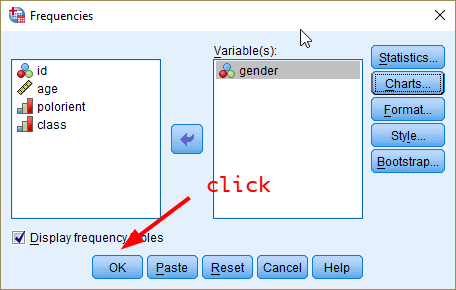 Frequencies
Variable(s):
id
age
polorient
class
gender
Statistics...
Charts...
Format...
Style...
Bootstrap...
click
Display frequency
OK
Paste
Reset
Cancel
Help